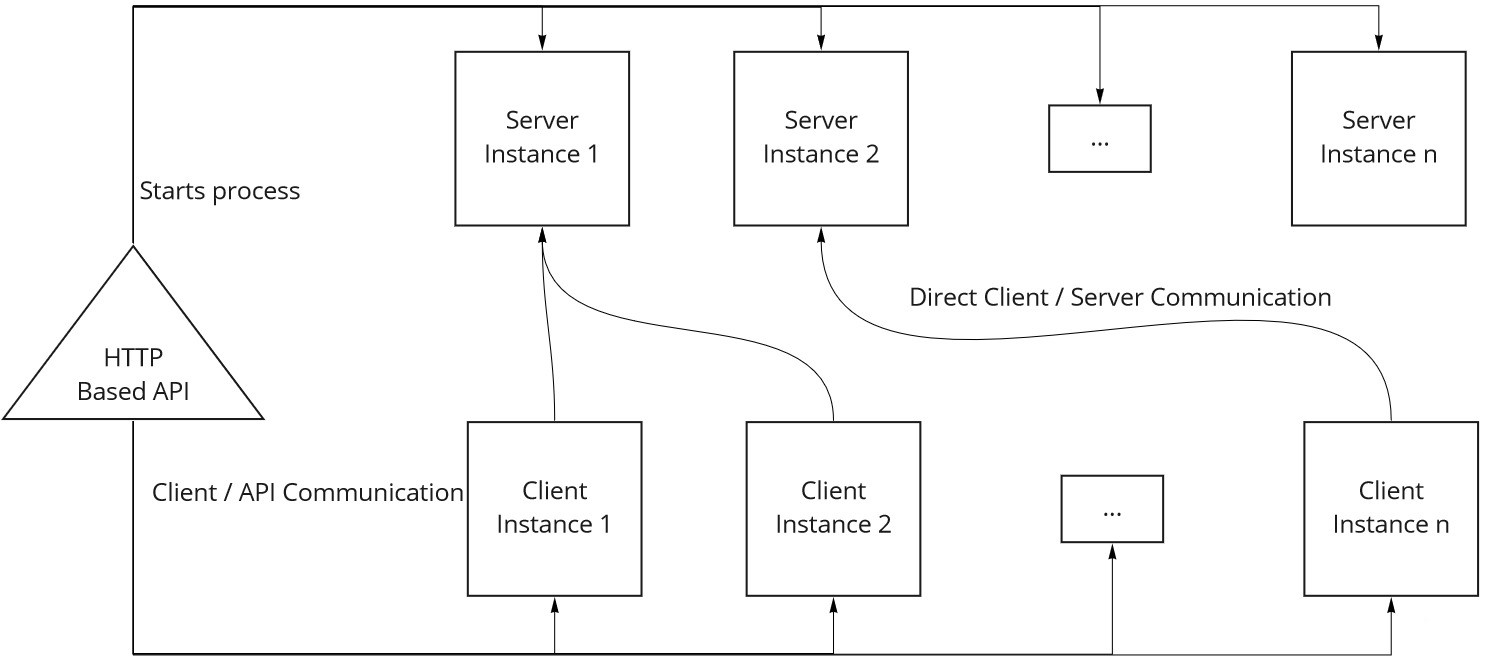 Server
Instance 1
Server
Instance 2
...
Server
Instance n
Starts process
Direct Client / Server Communication
HTTP
Based API
Client / API Communication
Client
Instance 1
Client
Instance 2
...
Client
Instance n